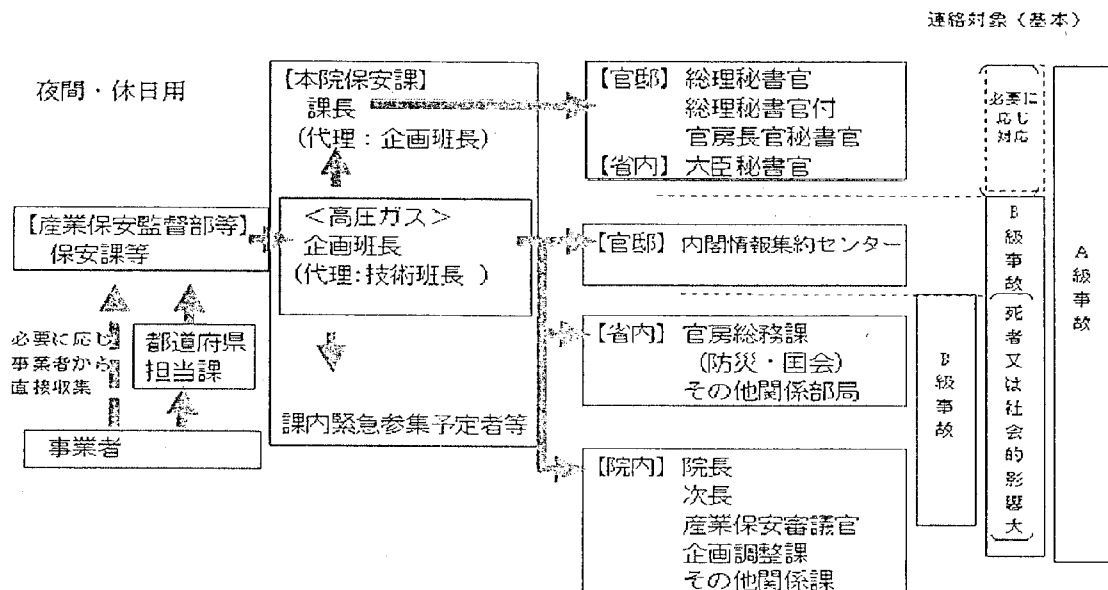 連絡対象(基本)
夜間・休日用
【本院保安課】
課長
(代理:企画班長)
<高圧ガス>
企画班長
(代理:技術班長 )
課内緊急参集予定者等
【産業保安監督部等】
保安課等
必要に応じ
事業者から
直接収集
都道府県
担当課
事業者
【官邸】 総理秘書官
総理秘書官付
官房長官秘書官
【省内】 大臣秘書官
【官邸】 内閣情報集約センター
【省内】 官房総務課
(防災・国会)
その他関係部局
【院内】 院長
次長
産業保安審議官
企画調整課
その他関係課
B級事故
必要に
応じ
対応
B級事故
(死者又は社会的影響大)
A級事故